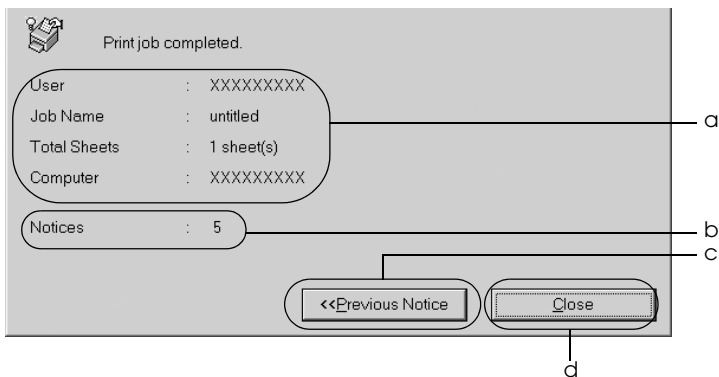 Print job completed.
User : XXXXXXXXX
Job Name : untitled
Total Sheets : 1 sheet(s)
Computer : XXXXXXXXX
a
Notices : 5
b
c
<<Previous Notice
Close
d